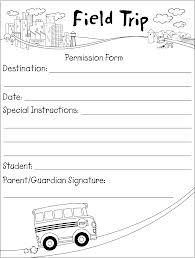 Field Trip
Permission Form
Destination:
Date:
Special Instructions:
Student:
Parent/Guardian Signature: